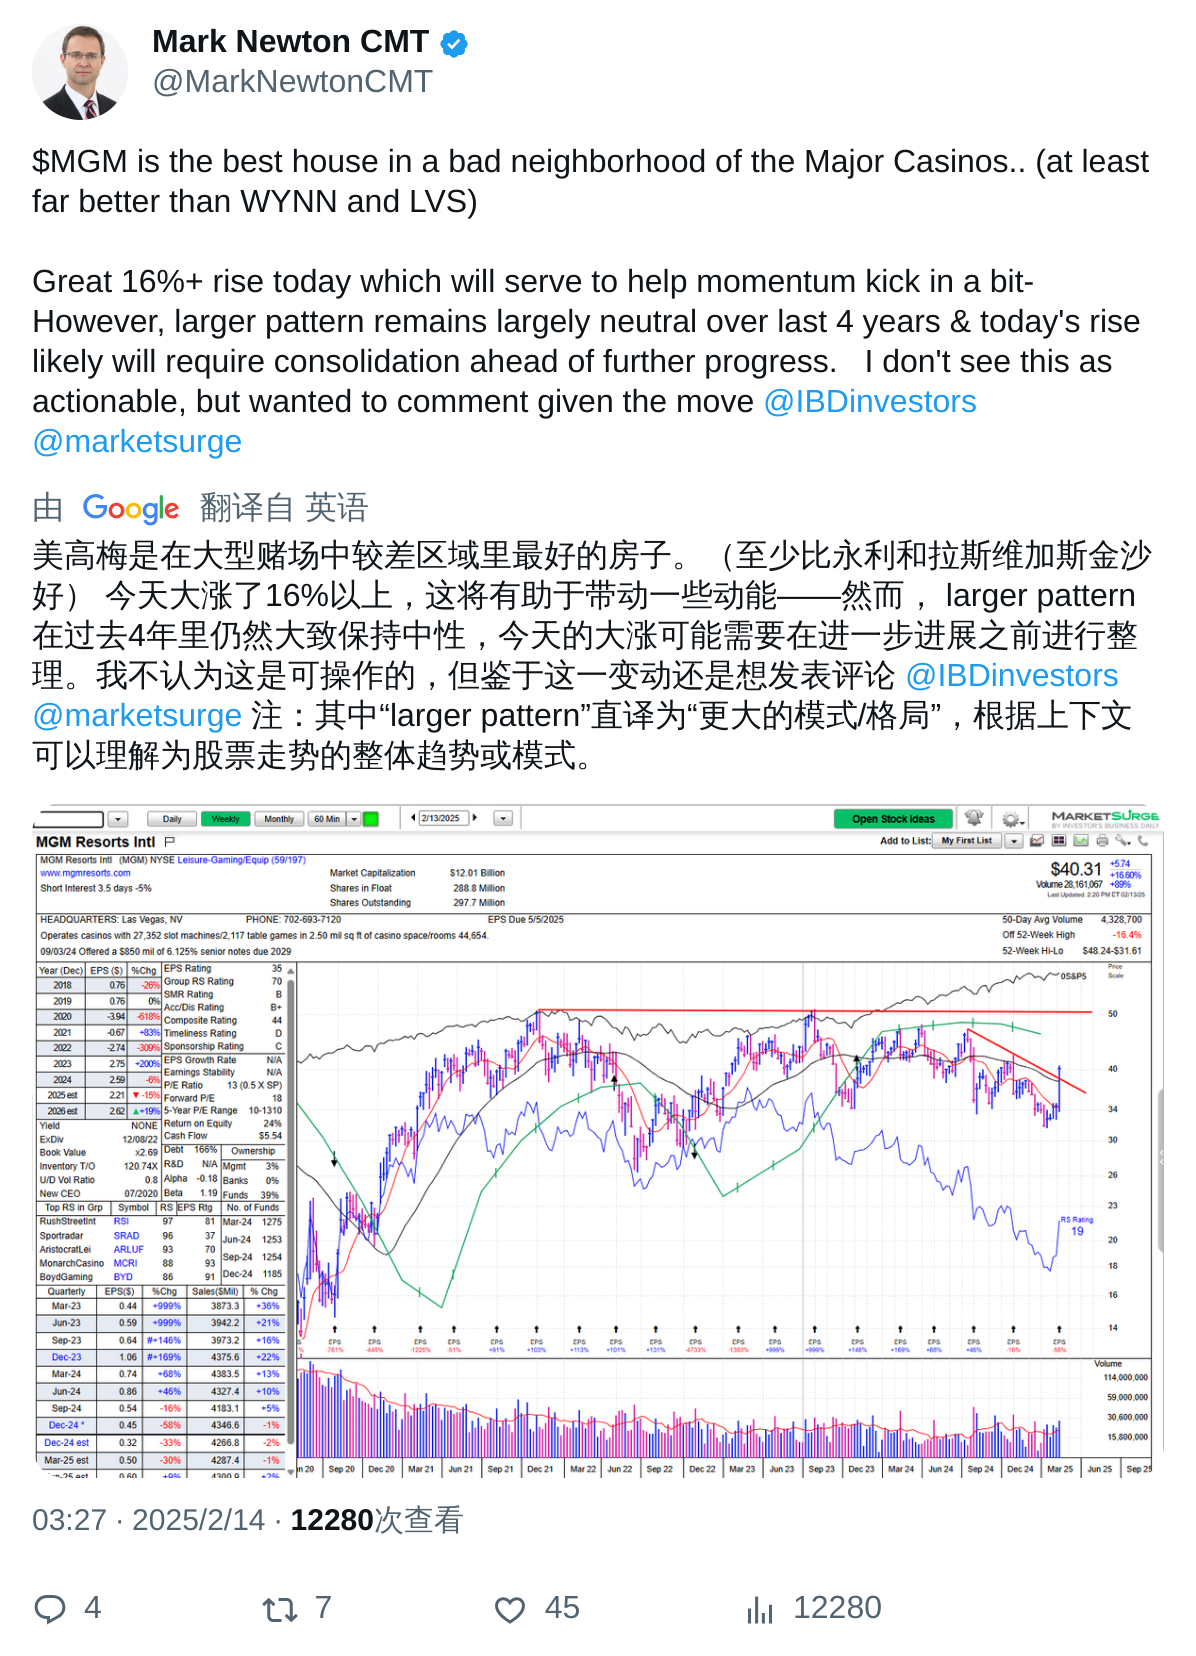 Mark Newton CMT
@MarkNewtonCMT
$MGM is the best house in a bad neighborhood of the Major Casinos.. (at least
far better than WYNN and LVS)
Great 16%+ rise today which will serve to help momentum kick in a bit-
However, larger pattern remains largely neutral over last 4 years & today's rise
likely will require consolidation ahead of further progress.   I don't see this as
actionable, but wanted to comment given the move @IBDinvestors
@marketsurge
由 Google 翻译自 英语
美高梅是在大型赌场中较差区域里最好的房子。（至少比永利和拉斯维加斯金沙
好） 今天大涨了16%以上，这将有助于带动一些动能——然而， larger pattern
在过去4年里仍然大致保持中性，今天的大涨可能需要在进一步进展之前进行整
理。我不认为这是可操作的，但鉴于这一变动还是想发表评论 @IBDinvestors
@marketsurge 注：其中“larger pattern”直译为“更大的模式/格局”，根据上下文
可以理解为股票走势的整体趋势或模式。
Daily Weekly Monthly 60 Min 2/13/2025 Open Stock Ideas MARKETSURGE
BY INVESTOR'S BUSINESS DAILY
MGM Resorts Intl Add to List: My First List
MGM Resorts Intl (MGM) NYSE Leisure-Gaming/Equip (59/197)
www.mgmresorts.com Market Capitalization $12.01 Billion $40.31 +5.74 +16.60%
Short Interest 3.5 days -5% Shares in Float 288.8 Million Volume 28,161,067 +89%
Shares Outstanding 297.7 Million Last Updated: 2:20 PM ET 02/13/25
HEADQUARTERS: Las Vegas, NV PHONE: 702-693-7120 EPS Due 5/5/2025 50-Day Avg Volume 4,328,700
Operates casinos with 27,352 slot machines/2,117 table games in 2.50 mil sq ft of casino space/rooms 44,654. Off 52-Week High -16.4%
09/03/24 Offered a $850 mil of 6.125% senior notes due 2029 52-Week Hi-Lo $48.24-$31.61
Year (Dec) EPS ($) %Chg
2018 0.76 -26%
2019 0.76 0%
2020 -3.94 -618%
2021 -0.67 +83%
2022 -2.74 -309%
2023 2.75 +200%
2024 2.59 -6%
2025 est 2.21 ▼-15%
2026 est 2.62 ▲+19%
Yield NONE
ExDiv 12/08/22
Book Value x2.69
Inventory T/O 120.74X
U/D Vol Ratio 0.8
New CEO 07/2020
EPS Rating 35
Group RS Rating 70
SMR Rating B
Acc/Dis Rating B+
Composite Rating 44
Timeliness Rating D
Sponsorship Rating C
EPS Growth Rate N/A
Earnings Stability N/A
P/E Ratio 13 (0.5 X SP)
Forward P/E 18
5-Year P/E Range 10-1310
Return on Equity 24%
Cash Flow $5.54
Debt 166%
R&D N/A
Alpha -0.18
Beta 1.19
Ownership
Mgmt 3%
Banks 0%
Funds 39%
Top RS in Grp Symbol RS EPS Rtg
RushStreetInt RSI 97 81
Sportradar SRAD 96 37
AristocratLei ARLUF 93 70
MonarchCasino MCRI 88 93
BoydGaming BYD 86 91
No. of Funds
Mar-24 1275
Jun-24 1253
Sep-24 1254
Dec-24 1185
Quarterly EPS($) %Chg Sales($Mil) % Chg
Mar-23 0.44 +999% 3873.3 +36%
Jun-23 0.59 +999% 3942.2 +21%
Sep-23 0.64 #+146% 3973.2 +16%
Dec-23 1.06 #+169% 4375.6 +22%
Mar-24 0.74 +68% 4383.5 +13%
Jun-24 0.86 +46% 4327.4 +10%
Sep-24 0.54 -16% 4183.1 +5%
Dec-24 * 0.45 -58% 4346.6 -1%
Dec-24 est 0.32 -33% 4266.8 -2%
Mar-25 est 0.50 -30% 4287.4 -1%
Price
Scale
0S&P5
50
40
34
30
26
23
RS Rating
19
20
18
16
14
EPS EPS EPS EPS EPS EPS EPS EPS EPS EPS EPS EPS EPS EPS EPS EPS EPS EPS EPS
-761% -448% -1225% -51% +91% +103% +113% +101% +131% -4733% -1383% +999% +999% +146% +169% +68% +46% -16% -58%
Volume
114,000,000
59,000,000
30,600,000
15,800,000
Sep 20 Dec 20 Mar 21 Jun 21 Sep 21 Dec 21 Mar 22 Jun 22 Sep 22 Dec 22 Mar 23 Jun 23 Sep 23 Dec 23 Mar 24 Jun 24 Sep 24 Dec 24 Mar 25 Jun 25 Sep 25
03:27 · 2025/2/14 · 12280次查看
4 7 45 12280